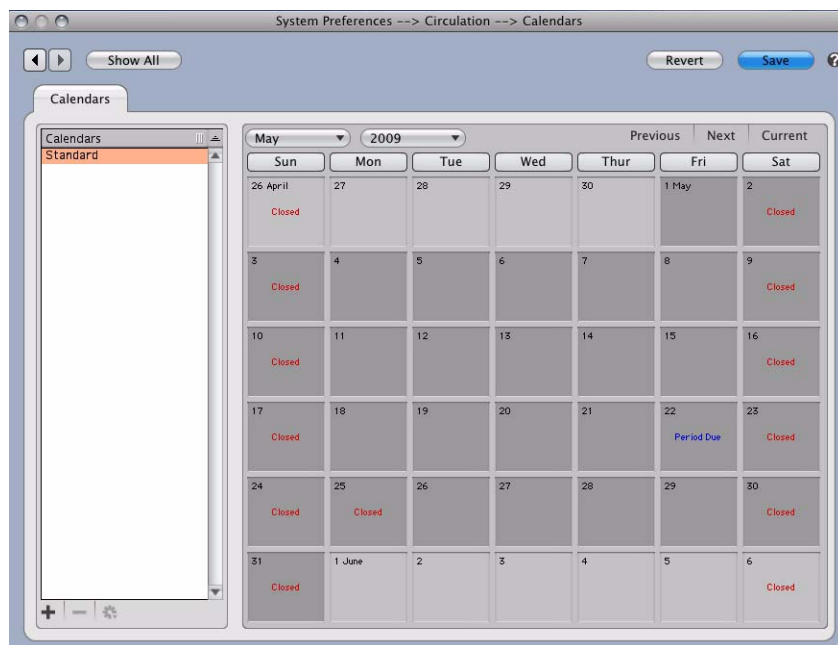 System Preferences --> Circulation --> Calendars
Show All
Revert
Save
?
Calendars
Calendars
Standard
May
2009
Previous
Next
Current
Sun Mon Tue Wed Thur Fri Sat
26 April 27 28 29 30 1 May 2
Closed Closed
3 4 5 6 7 8 9
Closed Closed
10 11 12 13 14 15 16
Closed Closed
17 18 19 20 21 22 23
Closed Period Due Closed
24 25 26 27 28 29 30
Closed Closed Closed
31 1 June 2 3 4 5 6
Closed Closed